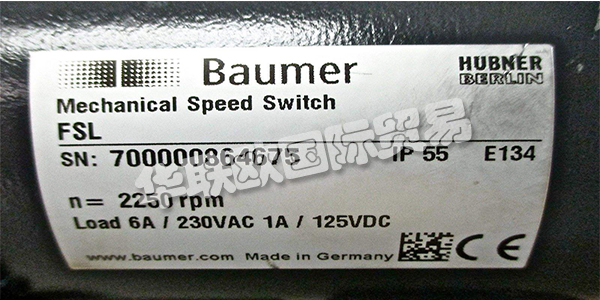 Baumer
HUBNER
BERLIN
Mechanical Speed Switch
FSL
SN: 700000864675 IP 55 E134
华联欧国际贸易
n= 2250 rpm
Load 6A / 230VAC 1A / 125VDC
www.baumer.com Made in Germany CE